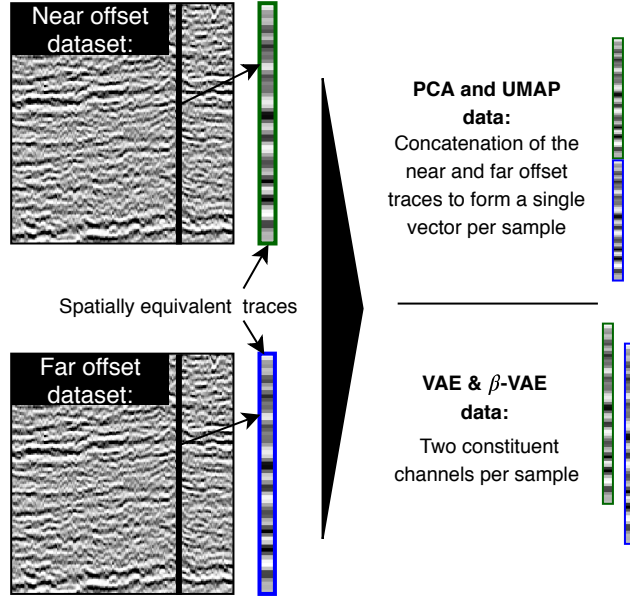 Near offset
dataset:
Spatially equivalent traces
Far offset
dataset:
PCA and UMAP
data:
Concatenation of the
near and far offset
traces to form a single
vector per sample
VAE & β-VAE
data:
Two constituent
channels per sample